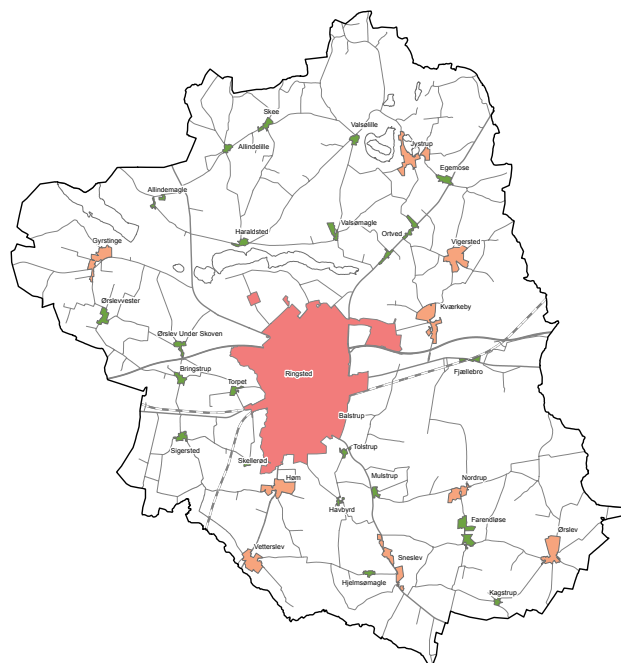 Skee
Valsølille
Jystrup
Allindelille
Egemose
Allindemagle
Haraldsted
Valsømagle
Ortved
Vigersted
Gyrstinge
Ørslevvester
Kværkeby
Ørslev Under Skoven
Bringstrup
Ringsted
Fjællebro
Torpet
Balstrup
Sigersted
Tolstrup
Skellerød
Høm
Mulstrup
Nordrup
Havbyrd
Farendløse
Vetterslev
Sneslev
Ørslev
Hjelmsømagle
Kagstrup